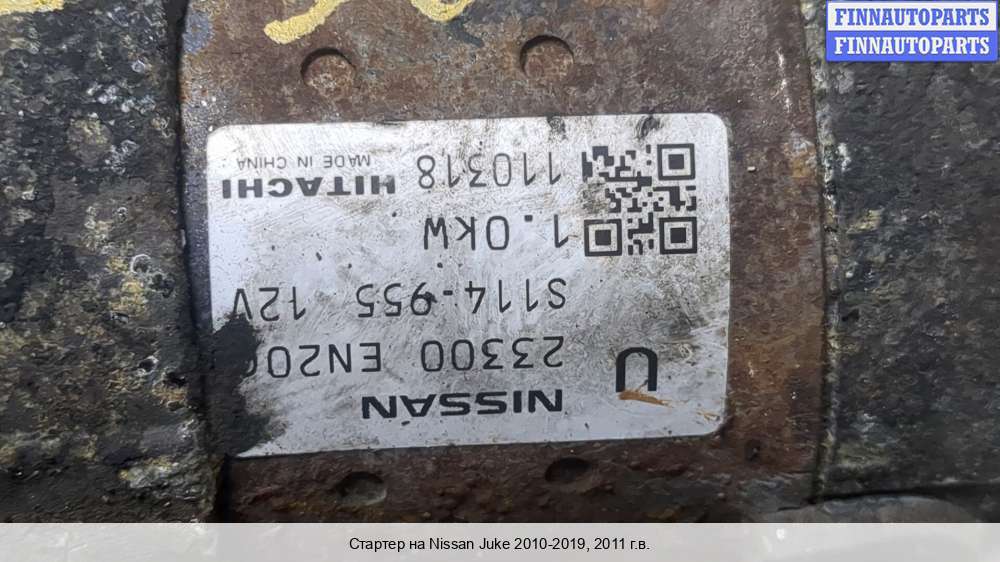 FINNAUTOPARTS
FINNAUTOPARTS
NISSAN
U
23300 EN200
S114-955 12V
1.0kW
110318 HITACHI MADE IN CHINA
Стартер на Nissan Juke 2010-2019, 2011 г.в.